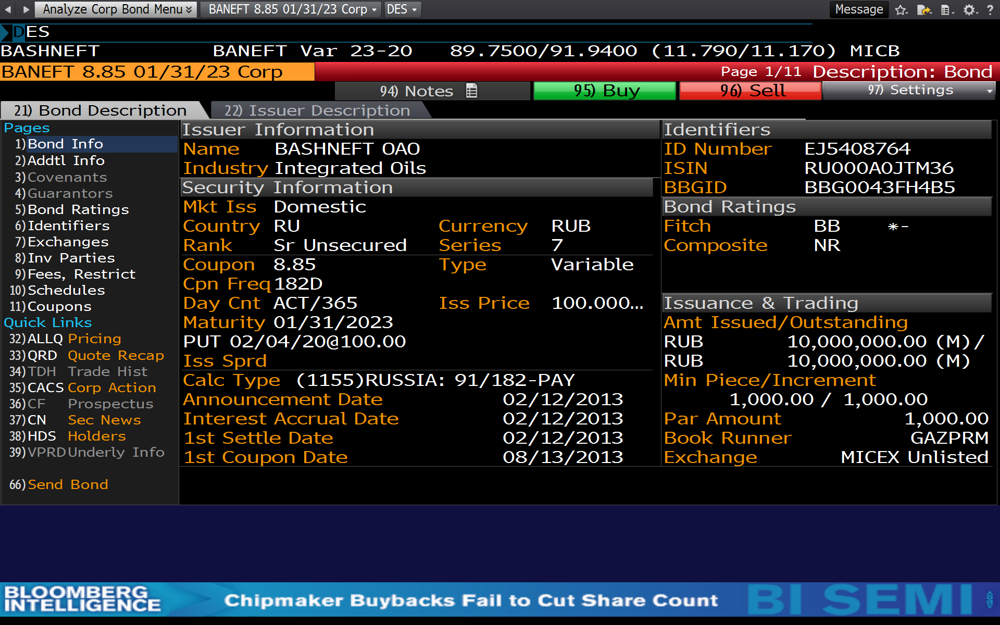 Analyze Corp Bond Menu BANEFT 8.85 01/31/23 Corp DES Message ?
DES
BASHNEFT BANEFT Var 23-20 89.7500/91.9400 (11.790/11.170) MICB
BANEFT 8.85 01/31/23 Corp Page 1/11 Description: Bond
94) Notes 95) Buy 96) Sell 97) Settings
21) Bond Description 22) Issuer Description
Pages
1) Bond Info
2) Addtl Info
3) Covenants
4) Guarantors
5) Bond Ratings
6) Identifiers
7) Exchanges
8) Inv Parties
9) Fees, Restrict
10) Schedules
11) Coupons
Quick Links
32) ALLQ Pricing
33) QRD Quote Recap
34) TDH Trade Hist
35) CACS Corp Action
36) CF Prospectus
37) CN Sec News
38) HDS Holders
39) VPRD Underly Info
66) Send Bond
Issuer Information
Name BASHNEFT OAO
Industry Integrated Oils
Security Information
Mkt Iss Domestic
Country RU Currency RUB
Rank Sr Unsecured Series 7
Coupon 8.85 Type Variable
Cpn Freq 182D
Day Cnt ACT/365 Iss Price 100.000...
Maturity 01/31/2023
PUT 02/04/20@100.00
Iss Sprd
Calc Type (1155)RUSSIA: 91/182-PAY
Announcement Date 02/12/2013
Interest Accrual Date 02/12/2013
1st Settle Date 02/12/2013
1st Coupon Date 08/13/2013
Identifiers
ID Number EJ5408764
ISIN RU000A0JTM36
BBGID BBG0043FH4B5
Bond Ratings
Fitch BB *-
Composite NR
Issuance & Trading
Amt Issued/Outstanding
RUB 10,000,000.00 (M)/
RUB 10,000,000.00 (M)
Min Piece/Increment
1,000.00 / 1,000.00
Par Amount 1,000.00
Book Runner GAZPRM
Exchange MICEX Unlisted
BLOOMBERG
INTELLIGENCE
Chipmaker Buybacks Fail to Cut Share Count
BI SEMI